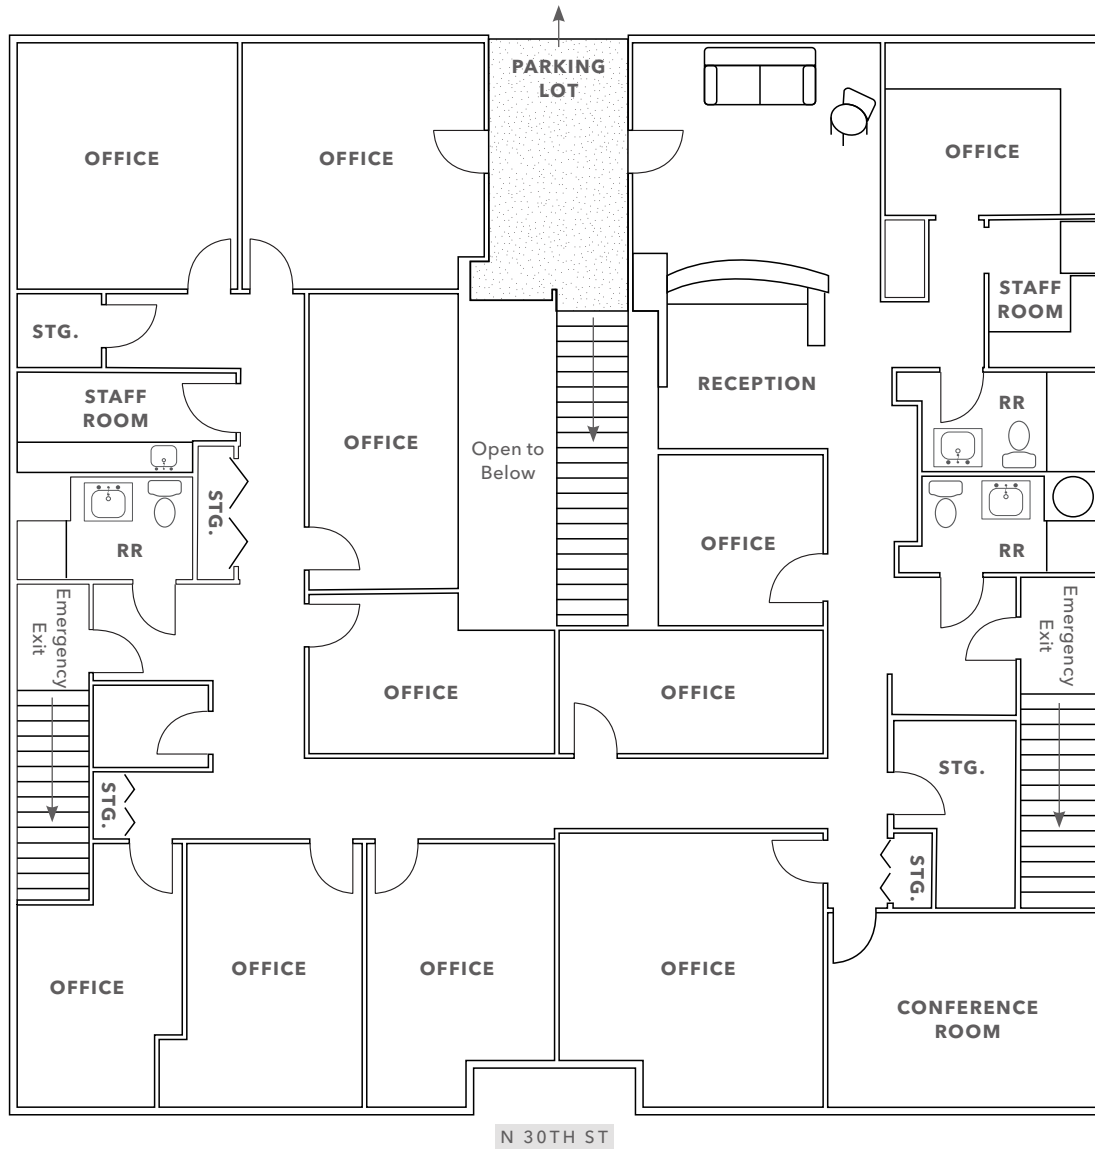 PARKING
LOT
OFFICE
OFFICE
OFFICE
STG.
STAFF
ROOM
STAFF
ROOM
RECEPTION
RR
OFFICE
Open to
Below
STG.
RR
OFFICE
RR
Emergency
Exit
Emergency
Exit
OFFICE
OFFICE
STG.
STG.
STG.
OFFICE
OFFICE
OFFICE
OFFICE
CONFERENCE
ROOM
N 30TH ST